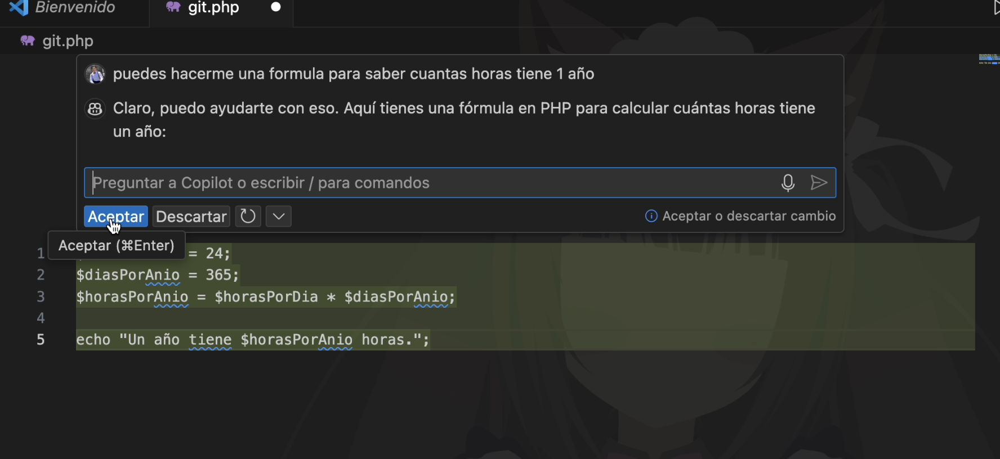 Bienvenido
git.php
git.php
puedes hacerme una formula para saber cuantas horas tiene 1 año
Claro, puedo ayudarte con eso. Aquí tienes una fórmula en PHP para calcular cuántas horas tiene
un año:
Preguntar a Copilot o escribir / para comandos
Aceptar Descartar
Aceptar o descartar cambio
Aceptar (⌘Enter)
1 = 24;
2 $diasPorAnio = 365;
3 $horasPorAnio = $horasPorDia * $diasPorAnio;
4
5 echo "Un año tiene $horasPorAnio horas.";